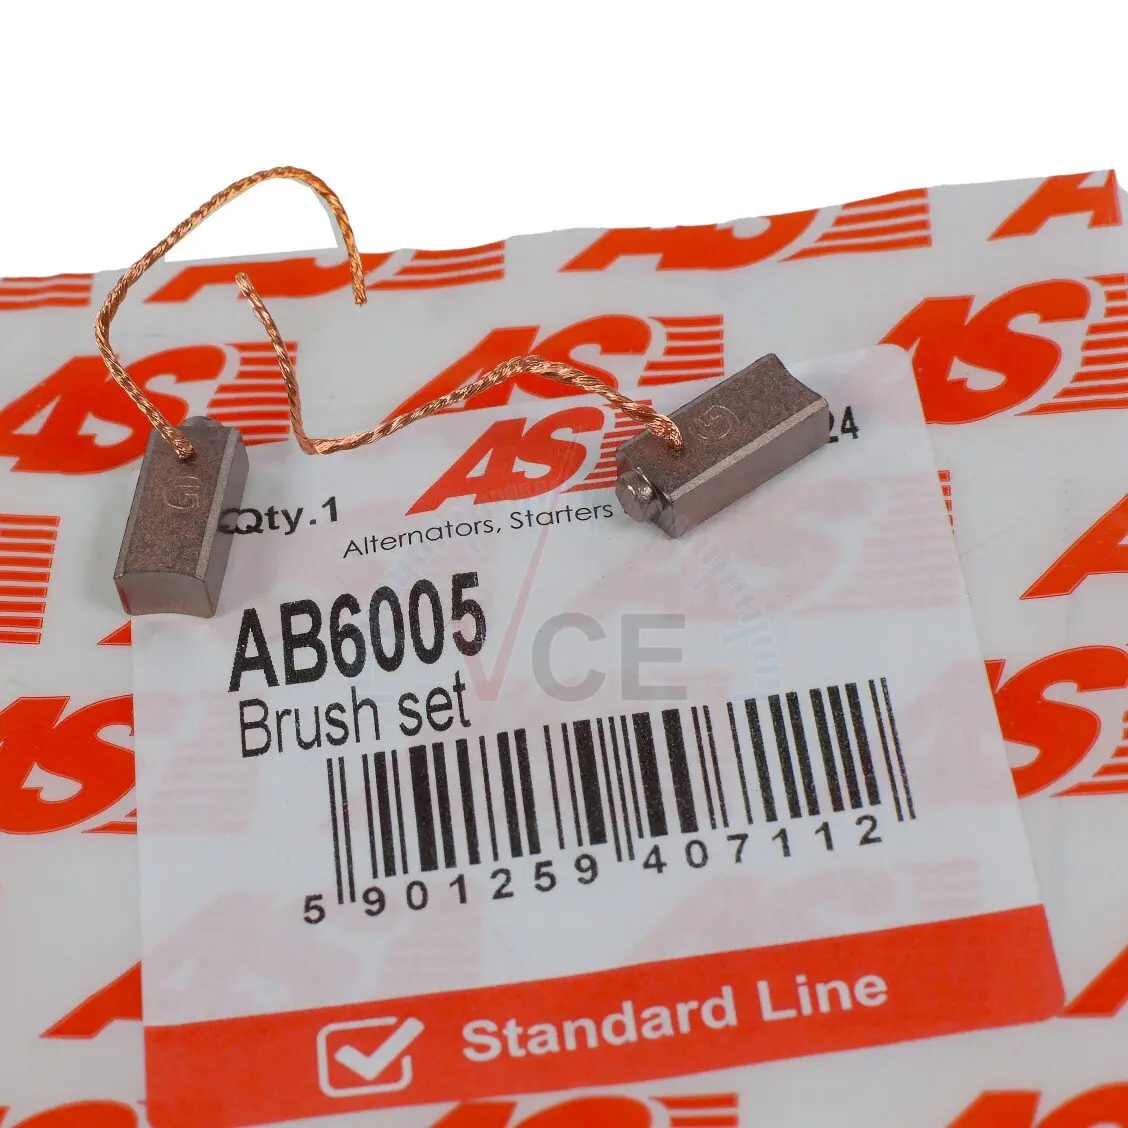 AS
24
Qty.1
Alternators, Starters
AB6005
VCE
Brush set
5 901259 407112
Standard Line